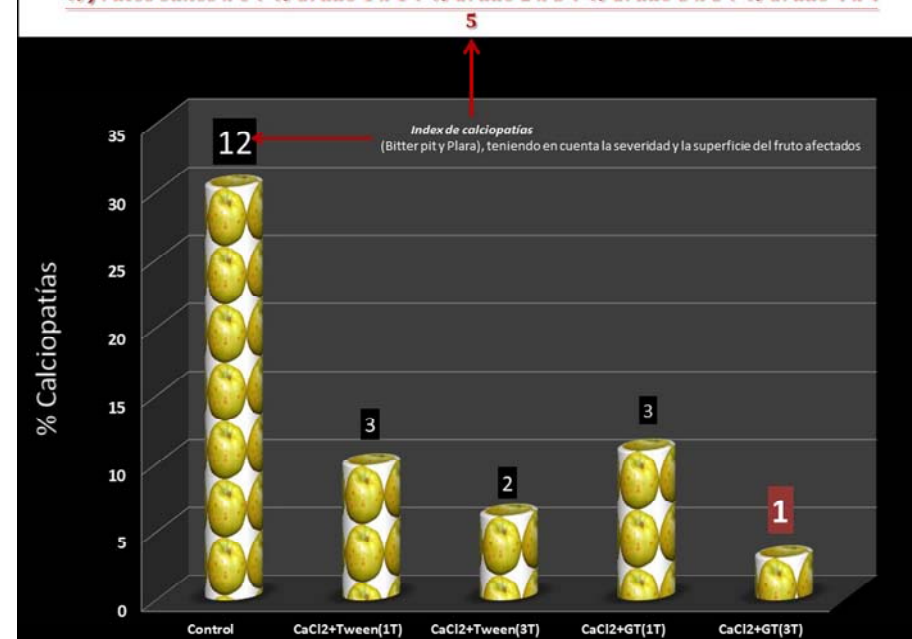 5
Index de calciopatías
(Bitter pit y Plara), teniendo en cuenta la severidad y la superficie del fruto afectados
% Calciopatías
35
30
25
20
15
10
5
0
12
3
2
3
1
Control
CaCl2+Tween(1T)
CaCl2+Tween(3T)
CaCl2+GT(1T)
CaCl2+GT(3T)